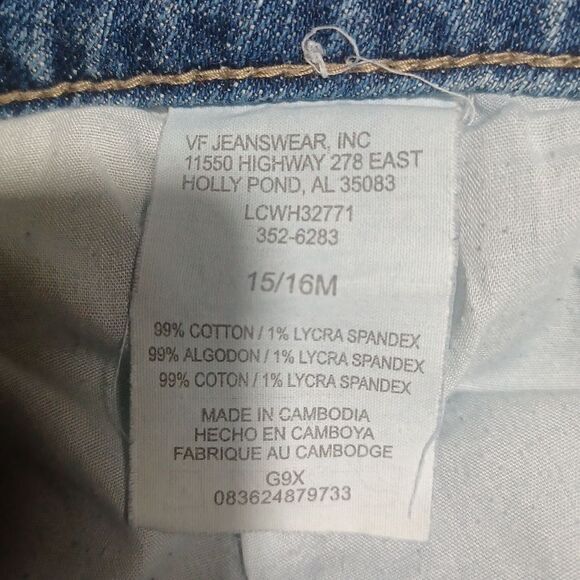 VF JEANSWEAR, INC
11550 HIGHWAY 278 EAST
HOLLY POND, AL 35083
LCWH32771
352-6283
15/16M
99% COTTON / 1% LYCRA SPANDEX
99% ALGODON / 1% LYCRA SPANDEX
99% COTON / 1% LYCRA SPANDEX
MADE IN CAMBODIA
HECHO EN CAMBOYA
FABRIQUE AU CAMBODGE
G9X
083624879733